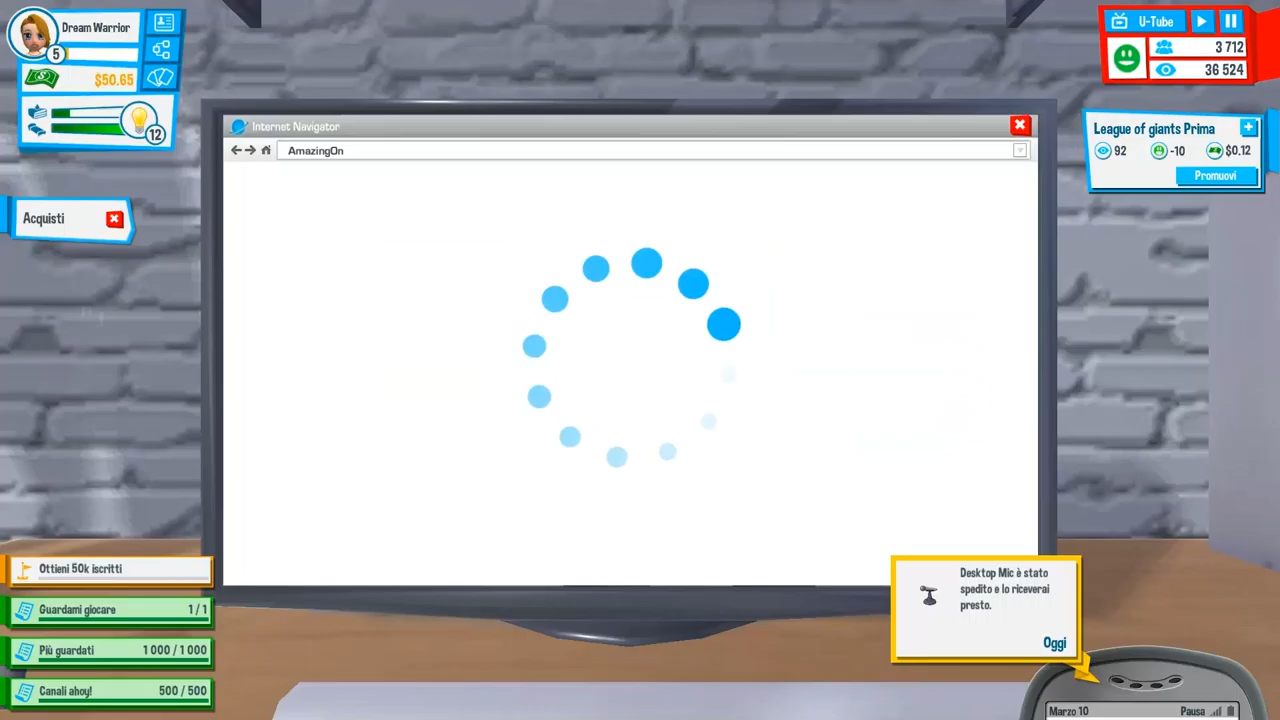 Dream Warrior
5
$50.65
12
Acquisti
Internet Navigator
AmazingOn
U-Tube
3 712
36 524
League of giants Prima
92 -10 $0.12
Promuovi
Ottieni 50k iscritti
Guardami giocare 1 / 1
Più guardati 1 000 / 1 000
Canali ahoy! 500 / 500
Desktop Mic è stato
spedito e lo riceverai
presto.
Oggi
Marzo 10 Pausa